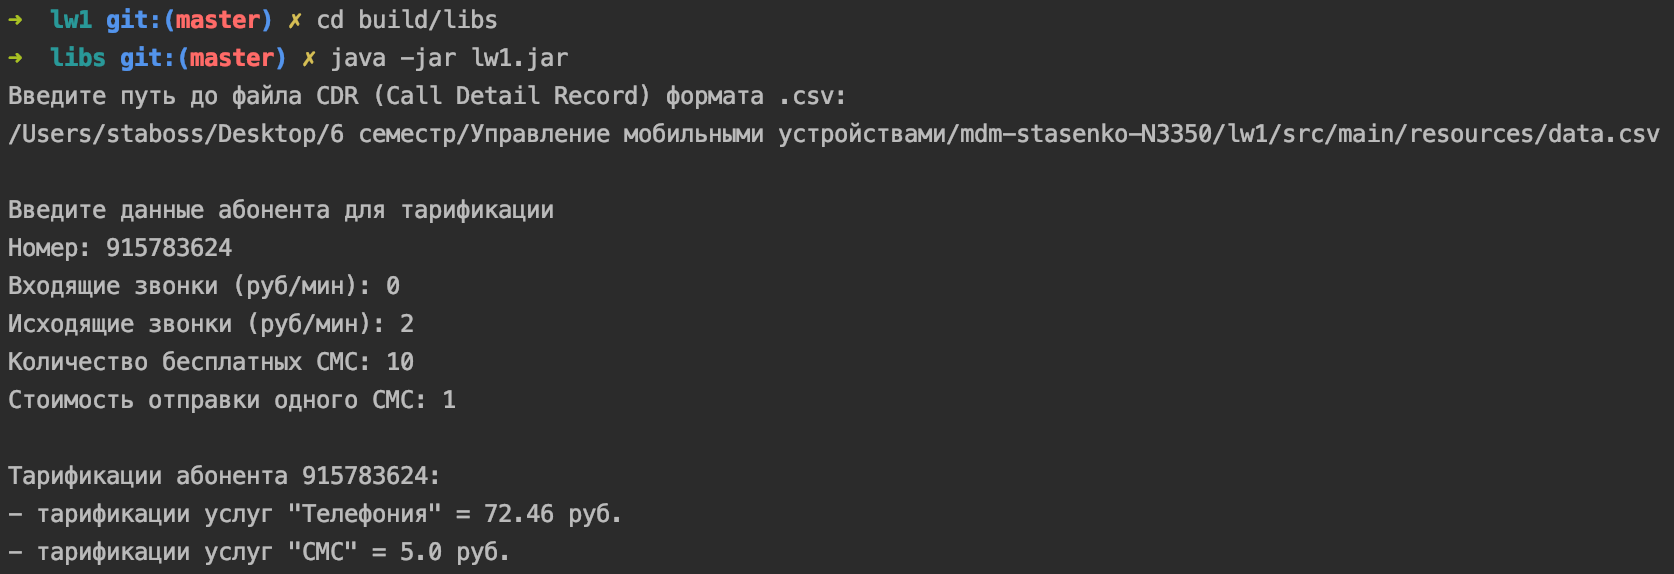 ➜  lw1 git:(master) ✗ cd build/libs
➜  libs git:(master) ✗ java -jar lw1.jar
Введите путь до файла CDR (Call Detail Record) формата .csv:
/Users/staboss/Desktop/6 семестр/Управление мобильными устройствами/mdm-stasenko-N3350/lw1/src/main/resources/data.csv
Введите данные абонента для тарификации
Номер: 915783624
Входящие звонки (руб/мин): 0
Исходящие звонки (руб/мин): 2
Количество бесплатных СМС: 10
Стоимость отправки одного СМС: 1
Тарификации абонента 915783624:
- тарификации услуг "Телефония" = 72.46 руб.
- тарификации услуг "СМС" = 5.0 руб.